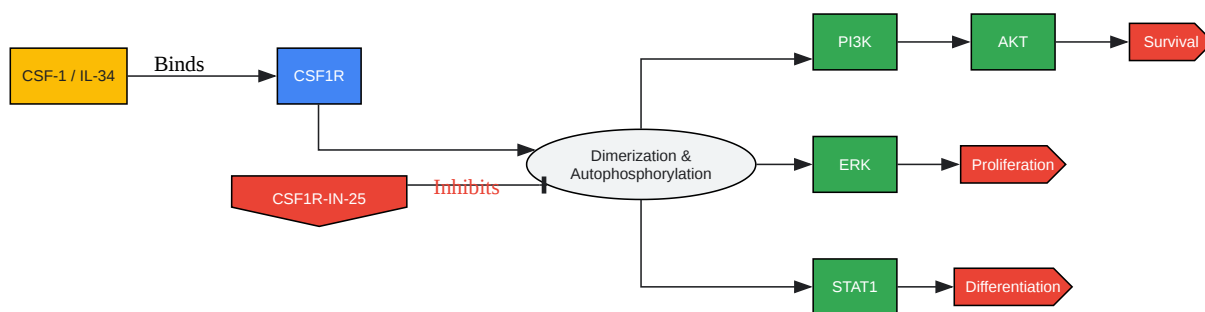 CSF-1 / IL-34
Binds
CSF1R
CSF1R-IN-25
Inhibits
Dimerization &
Autophosphorylation
PI3K
AKT
Survival
ERK
Proliferation
STAT1
Differentiation